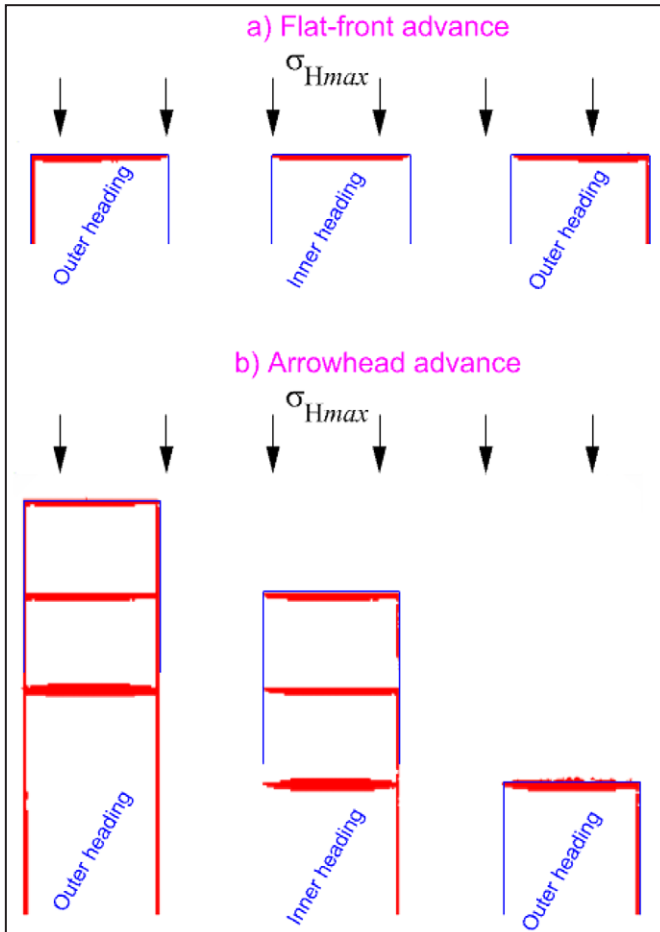 a) Flat-front advance
σHmax
Outer heading
Inner heading
Outer heading
b) Arrowhead advance
σHmax
Outer heading
Inner heading
Outer heading